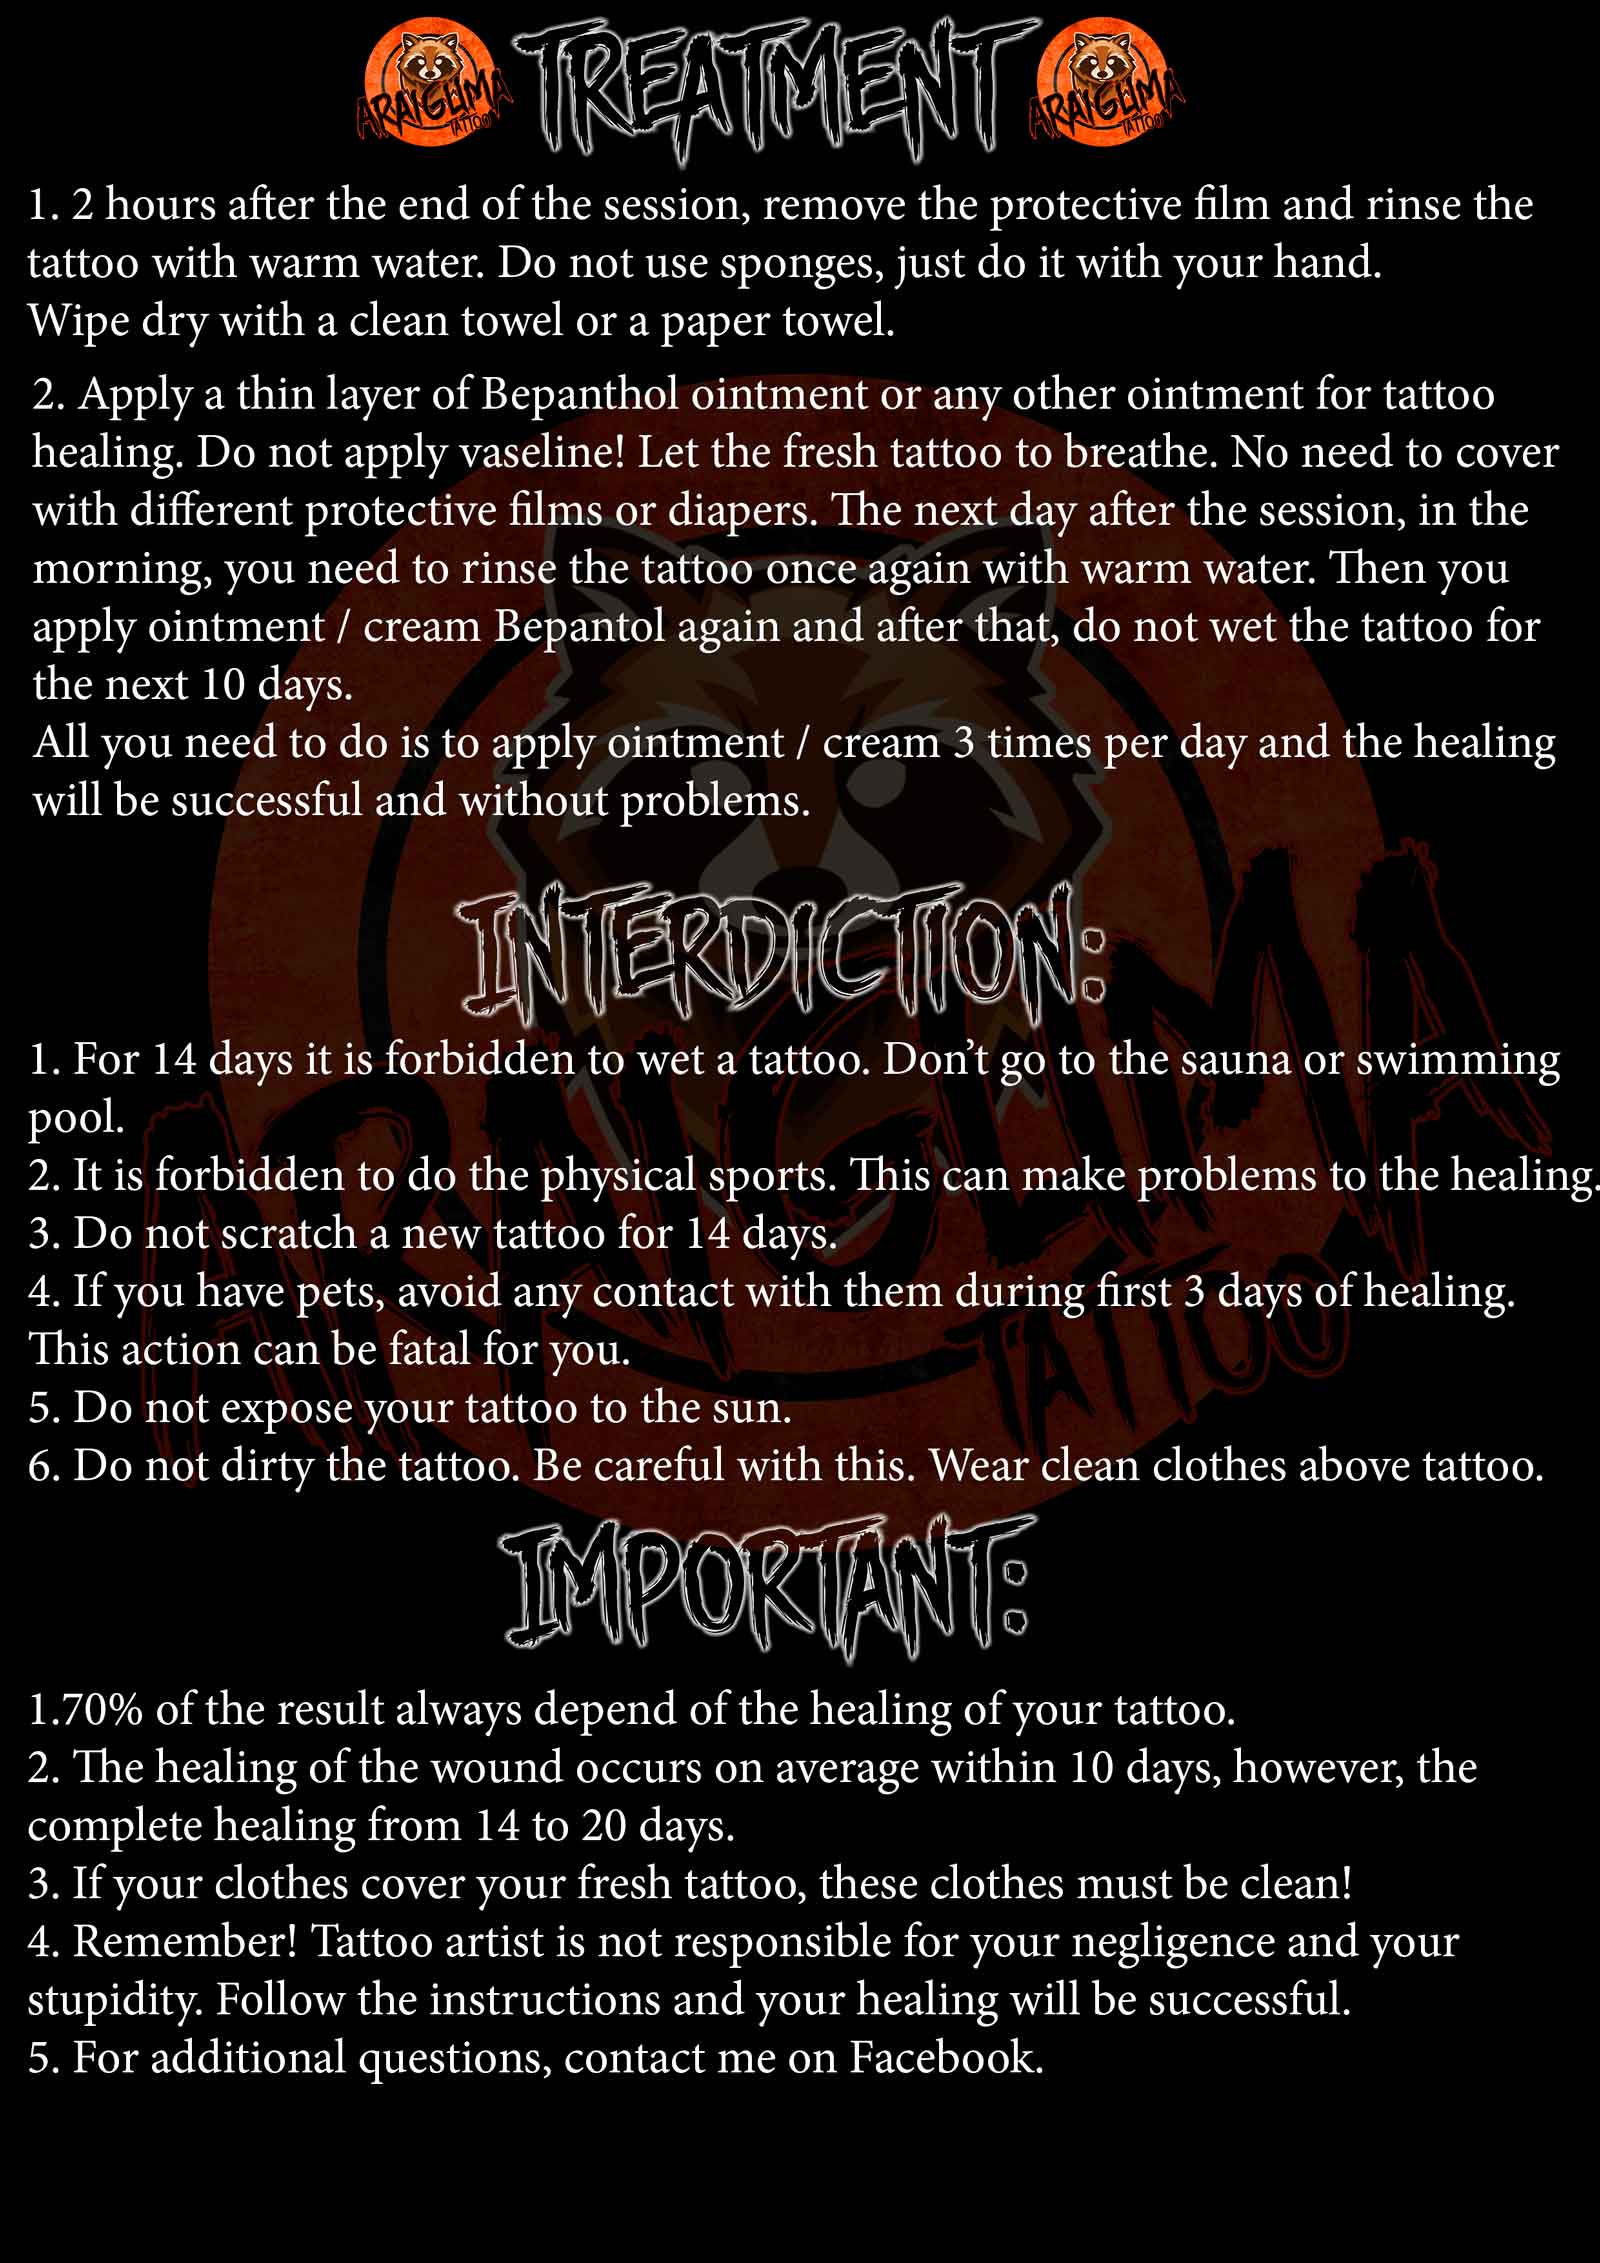 ARAIGUMA TATTOO TREATMENT ARAIGUMA TATTOO
1. 2 hours after the end of the session, remove the protective film and rinse the
tattoo with warm water. Do not use sponges, just do it with your hand.
Wipe dry with a clean towel or a paper towel.
2. Apply a thin layer of Bepanthol ointment or any other ointment for tattoo
healing. Do not apply vaseline! Let the fresh tattoo to breathe. No need to cover
with different protective films or diapers. The next day after the session, in the
morning, you need to rinse the tattoo once again with warm water. Then you
apply ointment / cream Bepantol again and after that, do not wet the tattoo for
the next 10 days.
All you need to do is to apply ointment / cream 3 times per day and the healing
will be successful and without problems.
INTERDICTION:
1. For 14 days it is forbidden to wet a tattoo. Don’t go to the sauna or swimming
pool.
2. It is forbidden to do the physical sports. This can make problems to the healing.
3. Do not scratch a new tattoo for 14 days.
4. If you have pets, avoid any contact with them during first 3 days of healing.
This action can be fatal for you.
5. Do not expose your tattoo to the sun.
6. Do not dirty the tattoo. Be careful with this. Wear clean clothes above tattoo.
ARAIGUMA
TATTOO
IMPORTANT:
1.70% of the result always depend of the healing of your tattoo.
2. The healing of the wound occurs on average within 10 days, however, the
complete healing from 14 to 20 days.
3. If your clothes cover your fresh tattoo, these clothes must be clean!
4. Remember! Tattoo artist is not responsible for your negligence and your
stupidity. Follow the instructions and your healing will be successful.
5. For additional questions, contact me on Facebook.